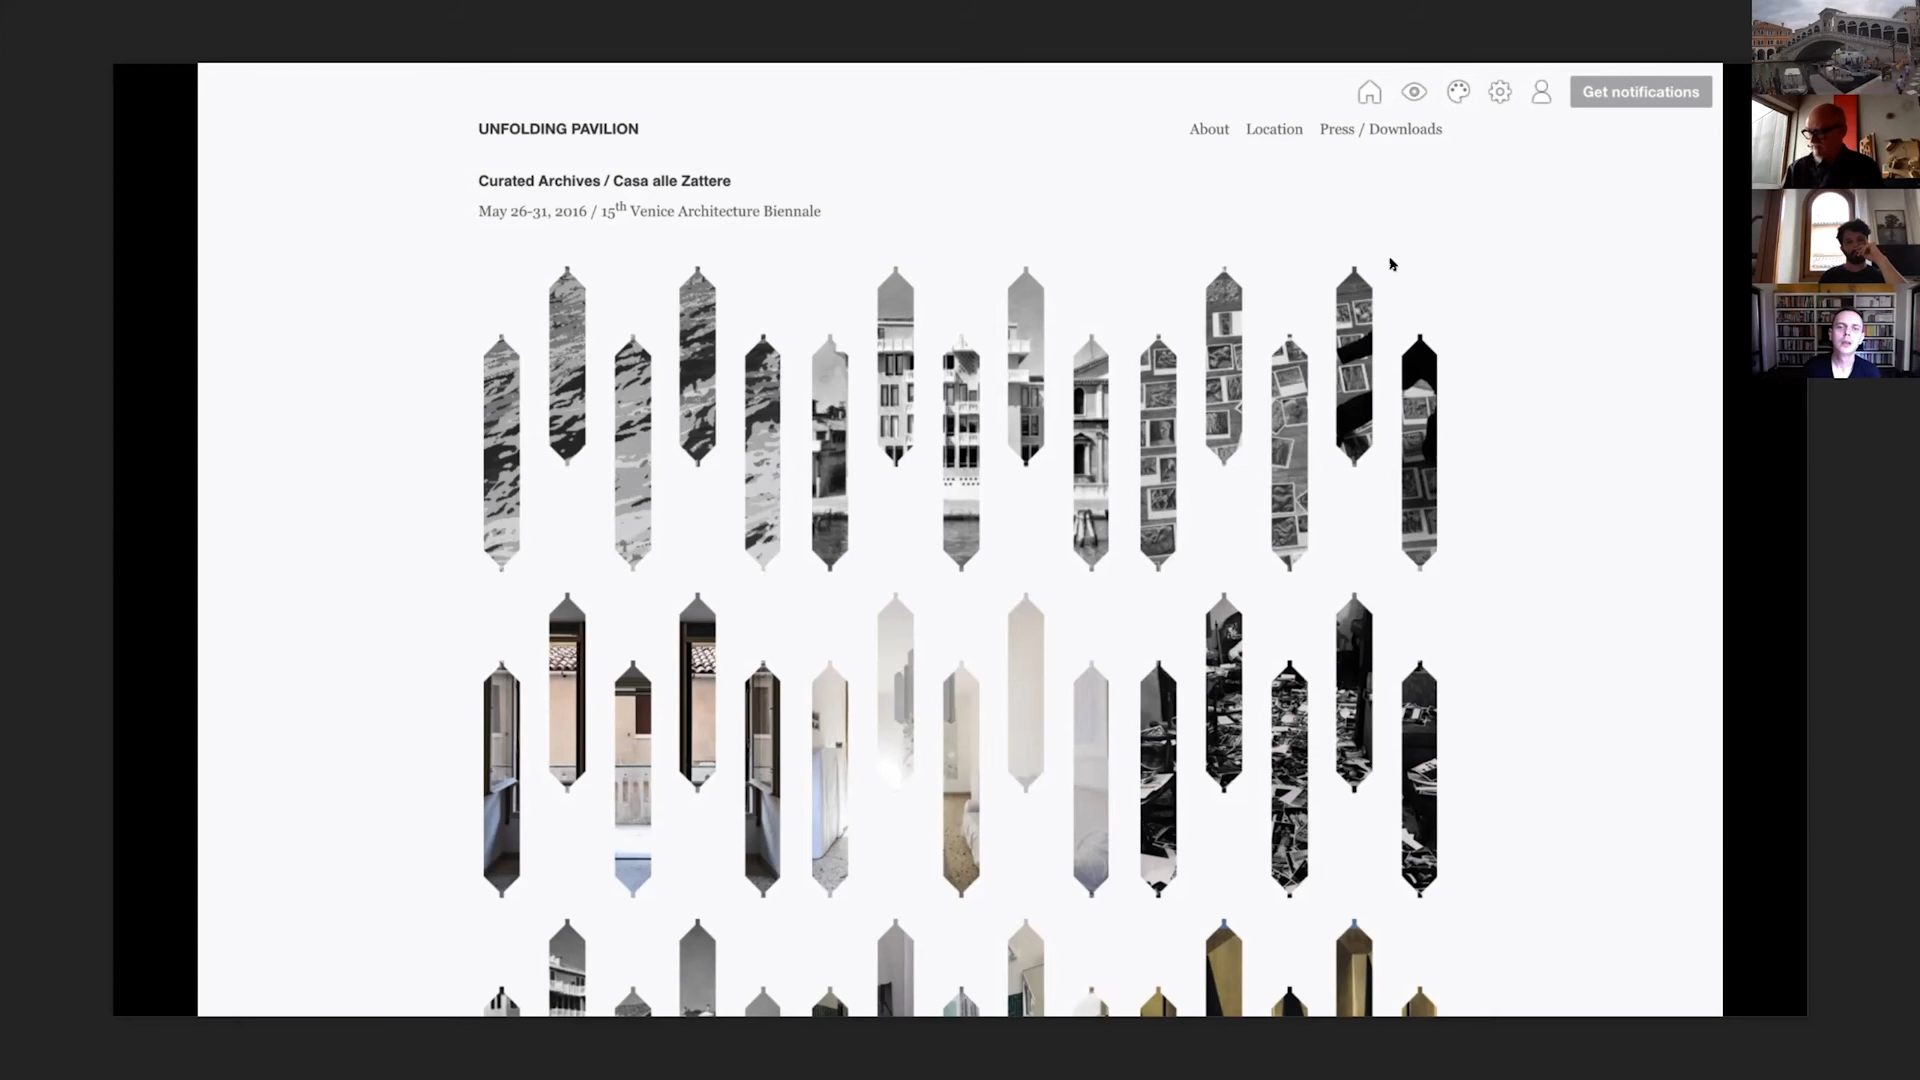 Get notifications
UNFOLDING PAVILION
About Location Press / Downloads
Curated Archives / Casa alle Zattere
May 26-31, 2016 / 15th Venice Architecture Biennale